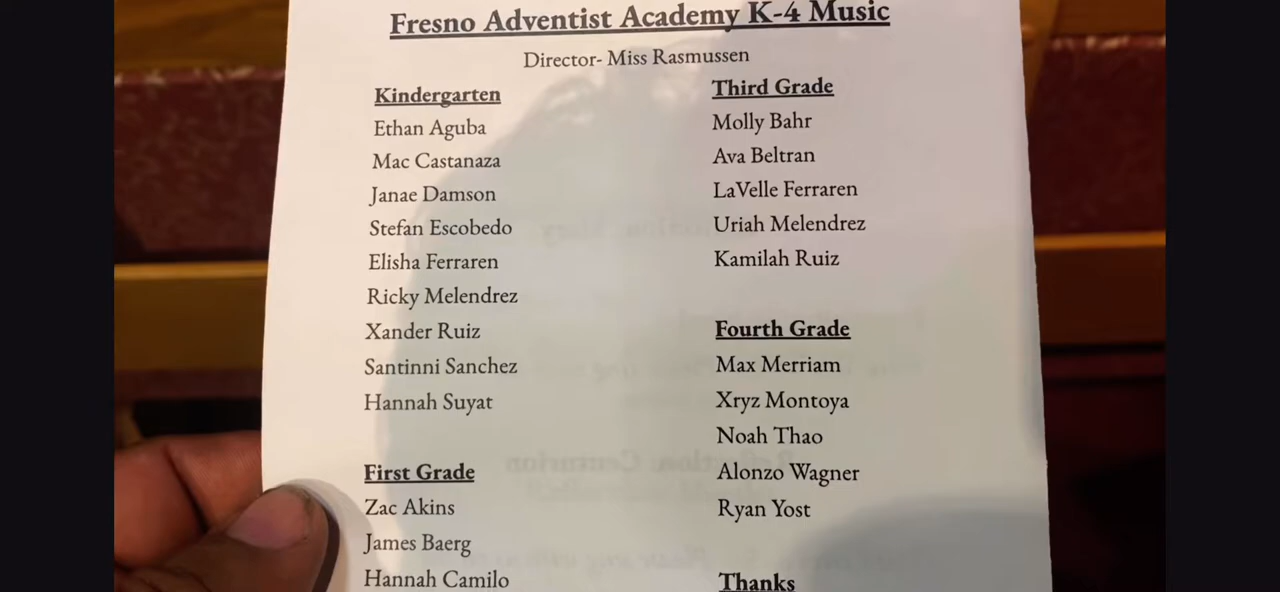 Fresno Adventist Academy K-4 Music
Director- Miss Rasmussen
Kindergarten
Ethan Aguba
Mac Castanaza
Janae Damson
Stefan Escobedo
Elisha Ferraren
Ricky Melendrez
Xander Ruiz
Santinni Sanchez
Hannah Suyat
First Grade
Zac Akins
James Baerg
Hannah Camilo
Third Grade
Molly Bahr
Ava Beltran
LaVelle Ferraren
Uriah Melendrez
Kamilah Ruiz
Fourth Grade
Max Merriam
Xryz Montoya
Noah Thao
Alonzo Wagner
Ryan Yost
Thanks